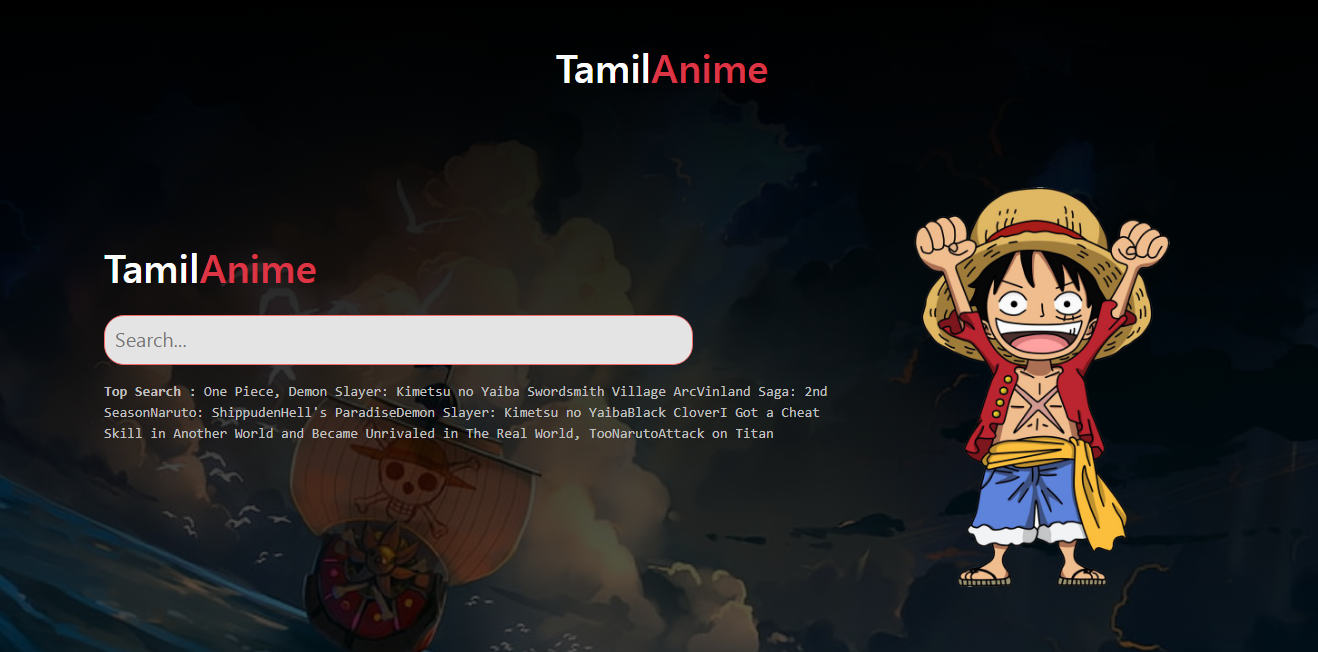 TamilAnime
TamilAnime
Search...
Top Search : One Piece, Demon Slayer: Kimetsu no Yaiba Swordsmith Village ArcVinland Saga: 2nd
SeasonNaruto: ShippudenHell's ParadiseDemon Slayer: Kimetsu no YaibaBlack CloverI Got a Cheat
Skill in Another World and Became Unrivaled in The Real World, TooNarutoAttack on Titan